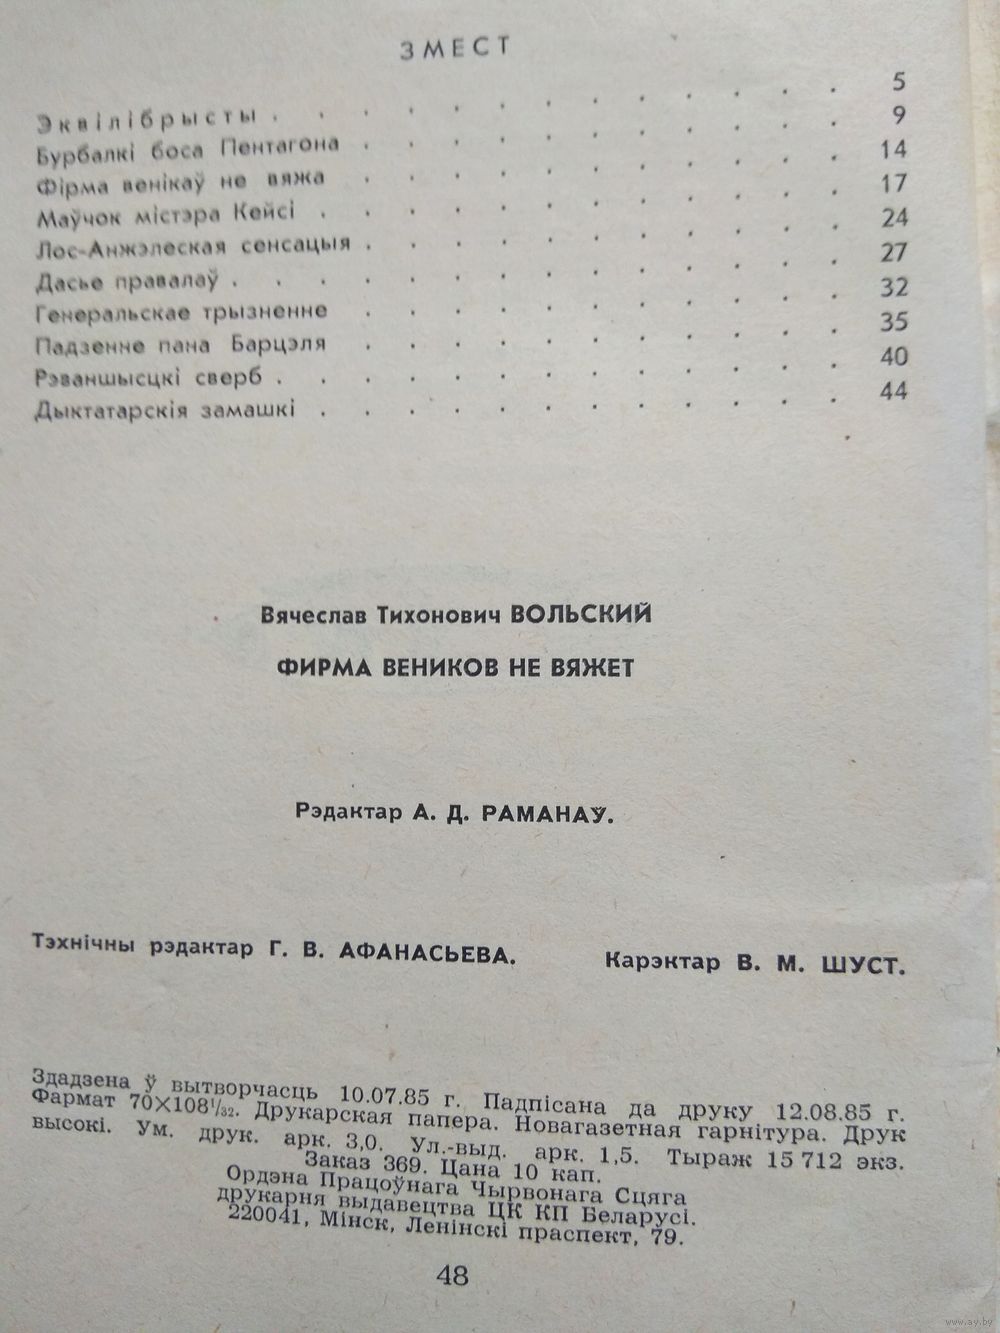 ЗМЕСТ
Эквілібрысты . . . . . . . . . . . . . 5
Бурбалкі боса Пентагона . . . . . . . . . . . 9
Фірма венікаў не вяжа . . . . . . . . . . . 14
Маўчок містэра Кейсі . . . . . . . . . . . . 17
Лос-Анжэлеская сенсацыя . . . . . . . . . . . 24
Дасье правалаў . . . . . . . . . . . . . . 27
Генеральскае трызненне . . . . . . . . . . . 32
Падзенне пана Барцэля . . . . . . . . . . . 35
Рэваншысцкі сверб . . . . . . . . . . . . . 40
Дыктатарскія замашкі . . . . . . . . . . . . 44
Вячеслав Тихонович ВОЛЬСКИЙ
ФИРМА ВЕНИКОВ НЕ ВЯЖЕТ
Рэдактар А. Д. РАМАНАЎ.
Тэхнічны рэдактар Г. В. АФАНАСЬЕВА. Карэктар В. М. ШУСТ.
Здадзена ў вытворчасць 10.07.85 г. Падпісана да друку 12.08.85 г.
Фармат 70×108¹/₃₂. Друкарская папера. Новагазетная гарнітура. Друк
высокі. Ум. друк. арк. 3,0. Ул.-выд. арк. 1,5. Тыраж 15 712 экз.
Заказ 369. Цана 10 кап.
Ордэна Працоўнага Чырвонага Сцяга
друкарня выдавецтва ЦК КП Беларусі.
220041, Мінск, Ленінскі праспект, 79.
48
www.ay.by